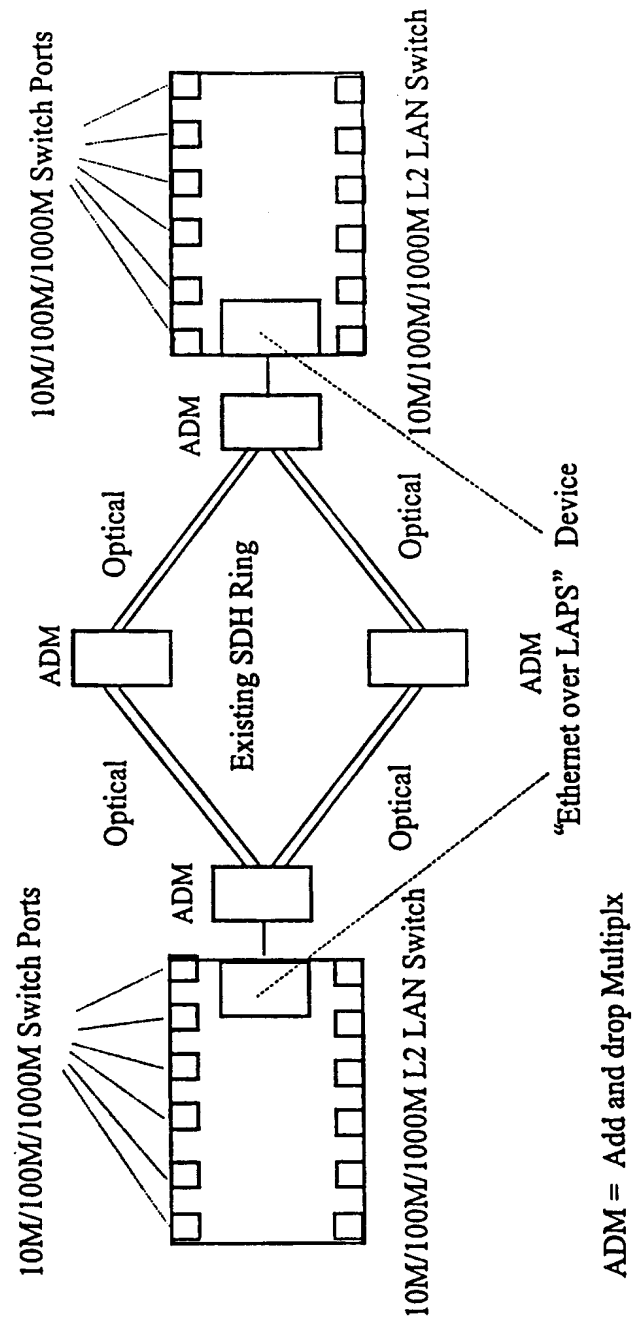 10M/100M/1000M Switch Ports
10M/100M/1000M Switch Ports
ADM
Optical
Optical
ADM
ADM
Existing SDH Ring
Optical
Optical
10M/100M/1000M L2 LAN Switch
10M/100M/1000M L2 LAN Switch
ADM
“Ethernet over LAPS” Device
ADM = Add and drop Multiplx